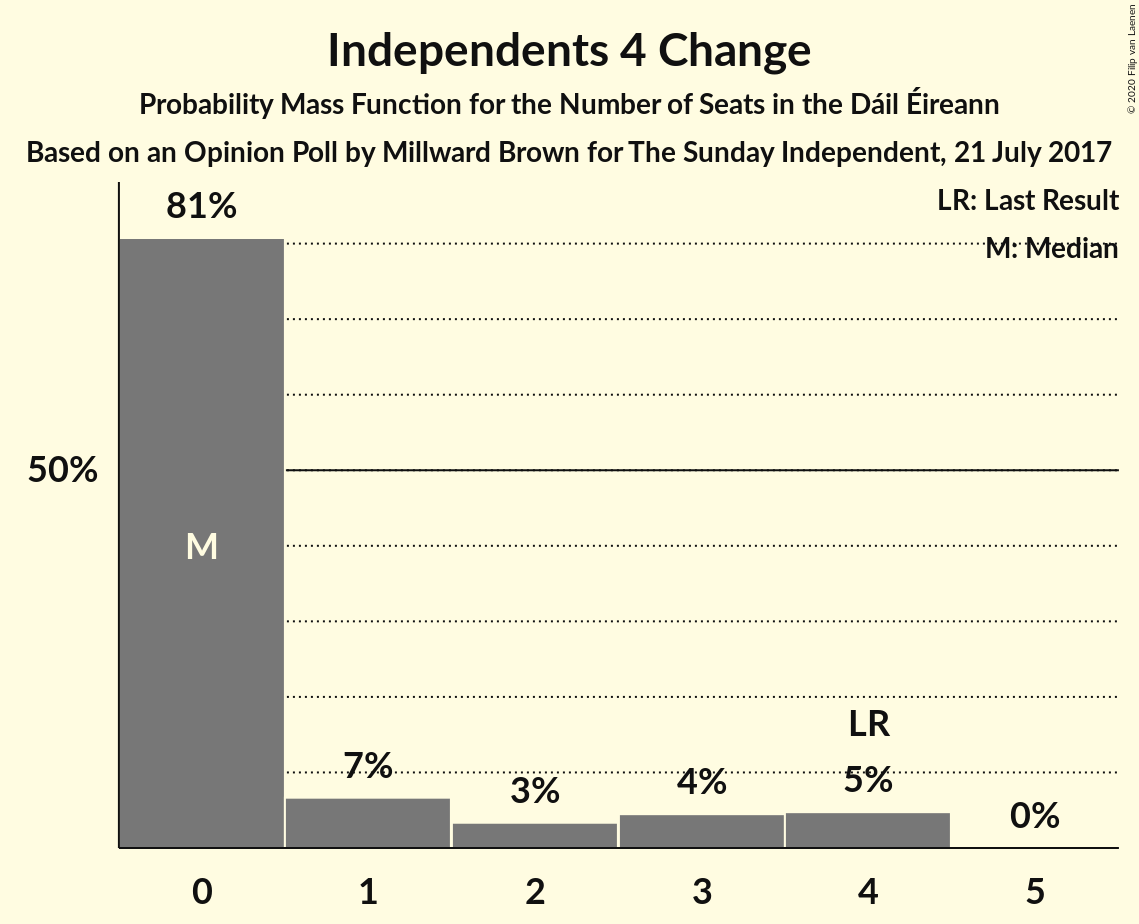 Independents 4 Change
Probability Mass Function for the Number of Seats in the Dáil Éireann
Based on an Opinion Poll by Millward Brown for The Sunday Independent, 21 July 2017
© 2020 Filip van Laenen
LR: Last Result
M: Median
81%
50%
M
LR
7%
3%
4%
5%
0%
0 1 2 3 4 5